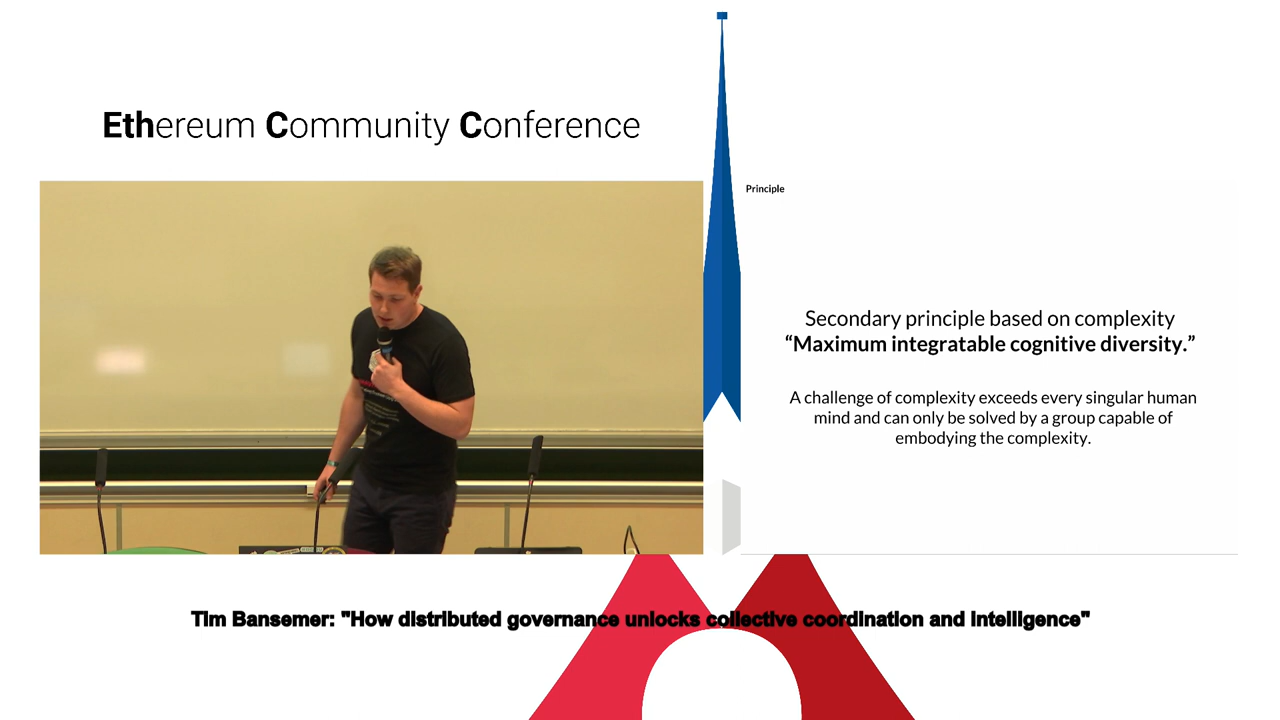 Ethereum Community Conference
Principle
Secondary principle based on complexity
“Maximum integratable cognitive diversity.”
A challenge of complexity exceeds every singular human
mind and can only be solved by a group capable of
embodying the complexity.
Tim Bansemer: "How distributed governance unlocks collective coordination and intelligence"